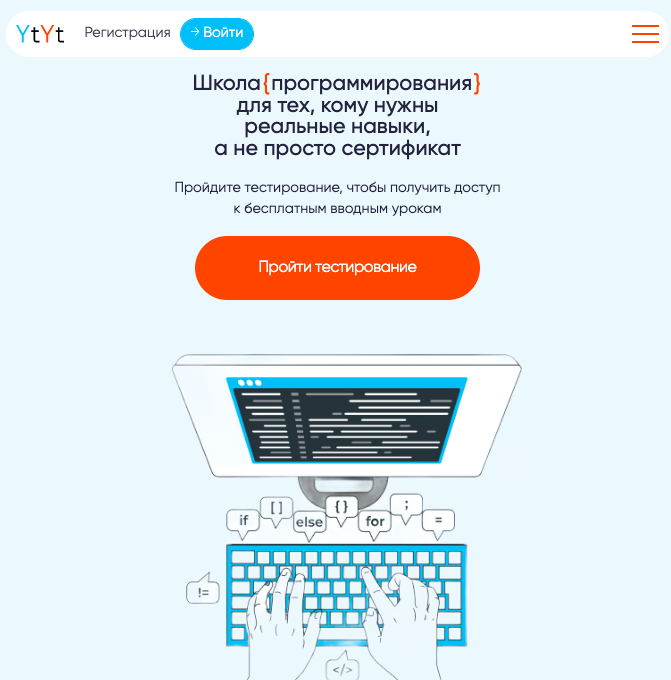 YtYt Регистрация → Войти
Школа{программирования}
для тех, кому нужны
реальные навыки,
а не просто сертификат
Пройдите тестирование, чтобы получить доступ
к бесплатным вводным урокам
Пройти тестирование
if [ ] else { } for ; =
!=
</>